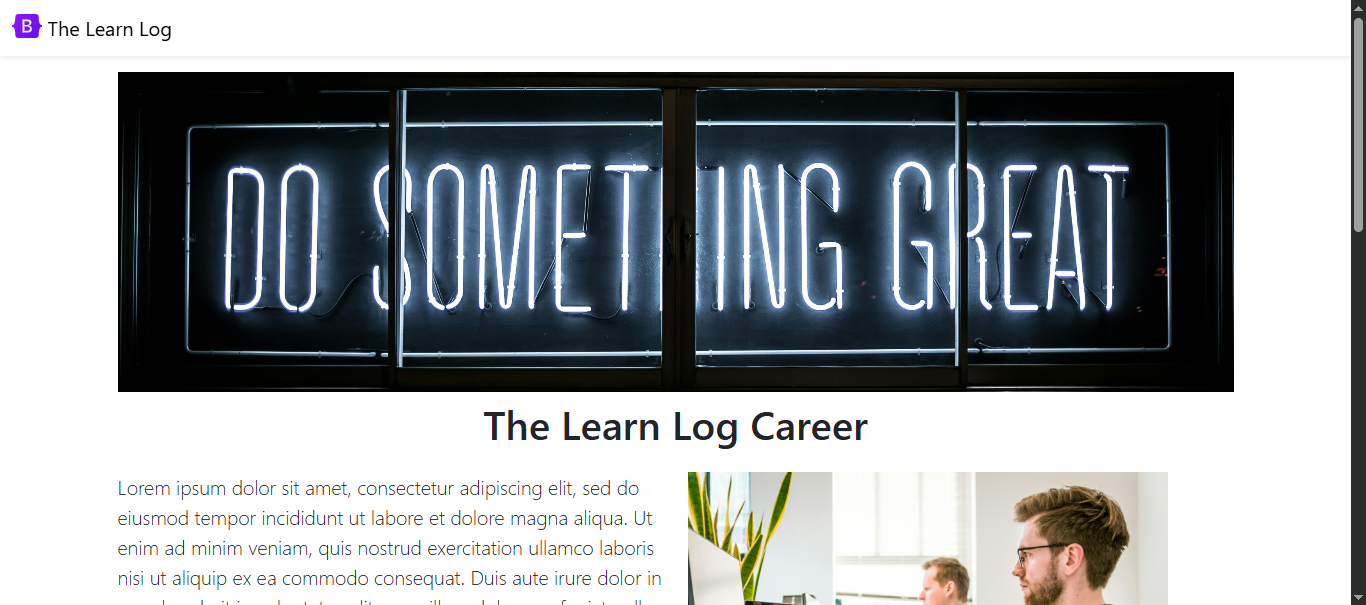 B The Learn Log
DO SOMETHING GREAT
The Learn Log Career
Lorem ipsum dolor sit amet, consectetur adipiscing elit, sed do
eiusmod tempor incididunt ut labore et dolore magna aliqua. Ut
enim ad minim veniam, quis nostrud exercitation ullamco laboris
nisi ut aliquip ex ea commodo consequat. Duis aute irure dolor in